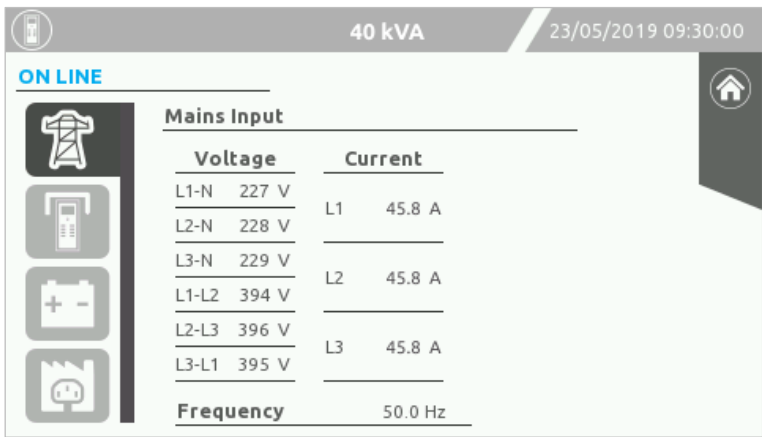 40 kVA 23/05/2019 09:30:00
ON LINE
Mains Input
Voltage Current
L1-N 227 V
L1 45.8 A
L2-N 228 V
L3-N 229 V
L2 45.8 A
L1-L2 394 V
L2-L3 396 V
L3 45.8 A
L3-L1 395 V
Frequency 50.0 Hz